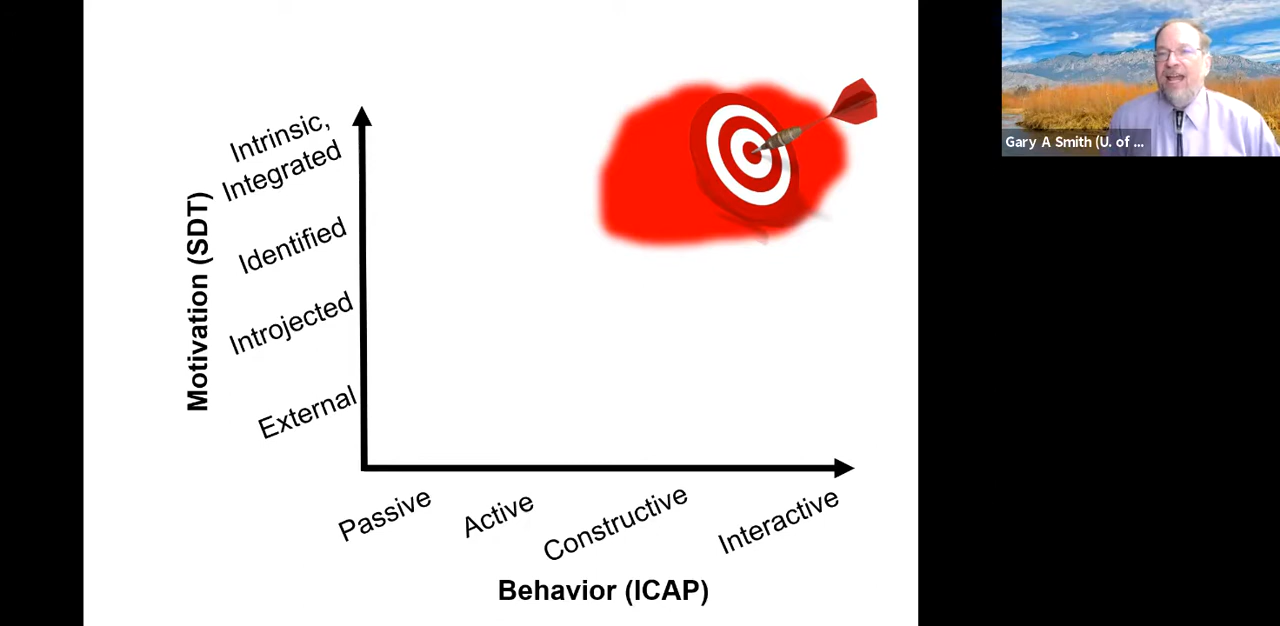 Intrinsic,
Integrated
Identified
Introjected
External
Motivation (SDT)
Passive
Active
Constructive
Interactive
Behavior (ICAP)
Gary A Smith (U. of ...